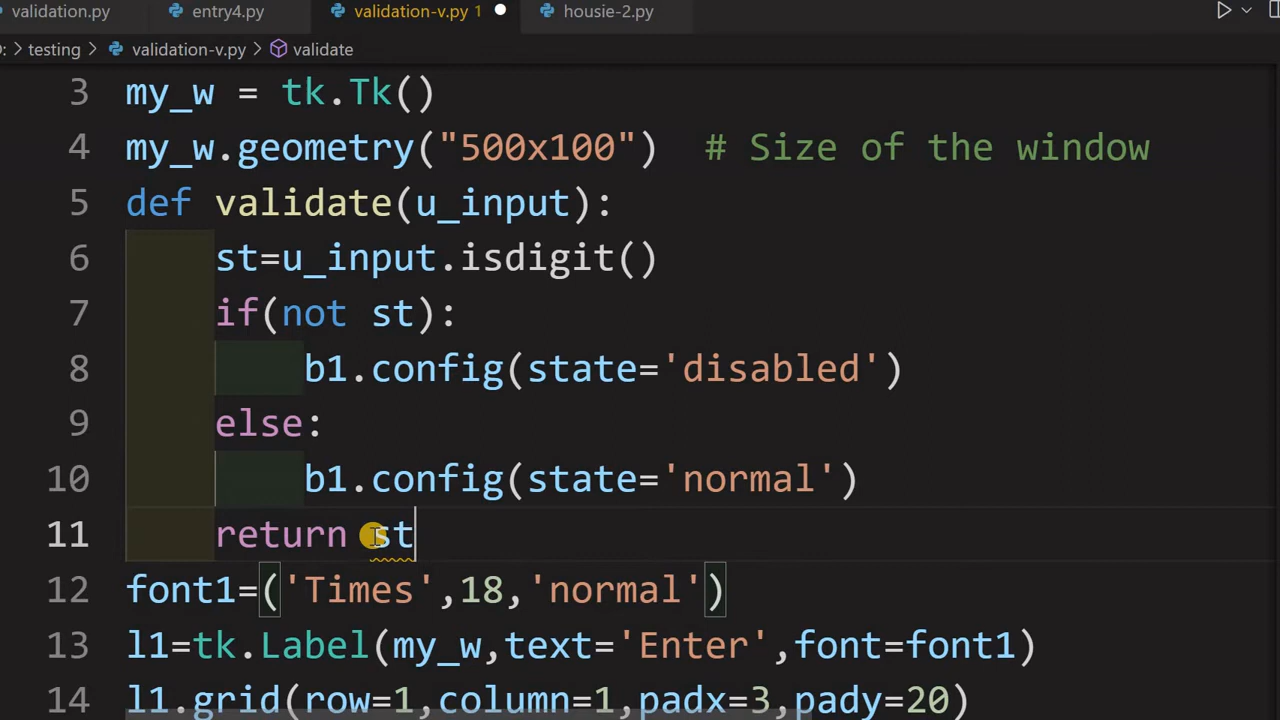 validation.py entry4.py validation-v.py 1 housie-2.py
: > testing > validation-v.py > validate
3 my_w = tk.Tk()
4 my_w.geometry("500x100")  # Size of the window
5 def validate(u_input):
6     st=u_input.isdigit()
7     if(not st):
8         b1.config(state='disabled')
9     else:
10         b1.config(state='normal')
11     return st
12 font1=('Times',18,'normal')
13 l1=tk.Label(my_w,text='Enter',font=font1)
14 l1.grid(row=1,column=1,padx=3,pady=20)